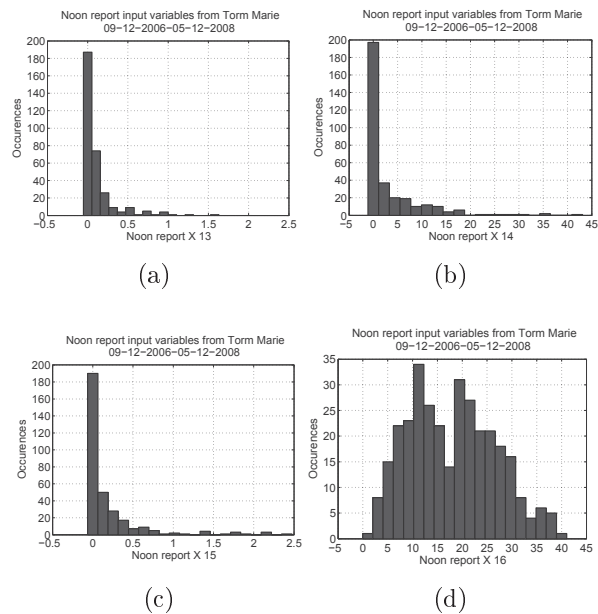 Noon report input variables from Torm Marie
09−12−2006−05−12−2008
200
180
160
140
120
100
80
60
40
20
0
Occurences
−0.5 0 0.5 1 1.5 2 2.5
Noon report X 13
(a)
Noon report input variables from Torm Marie
09−12−2006−05−12−2008
200
180
160
140
120
100
80
60
40
20
0
Occurences
−5 0 5 10 15 20 25 30 35 40 45
Noon report X 14
(b)
Noon report input variables from Torm Marie
09−12−2006−05−12−2008
200
180
160
140
120
100
80
60
40
20
0
Occurences
−0.5 0 0.5 1 1.5 2 2.5
Noon report X 15
(c)
Noon report input variables from Torm Marie
09−12−2006−05−12−2008
35
30
25
20
15
10
5
0
Occurences
−5 0 5 10 15 20 25 30 35 40 45
Noon report X 16
(d)